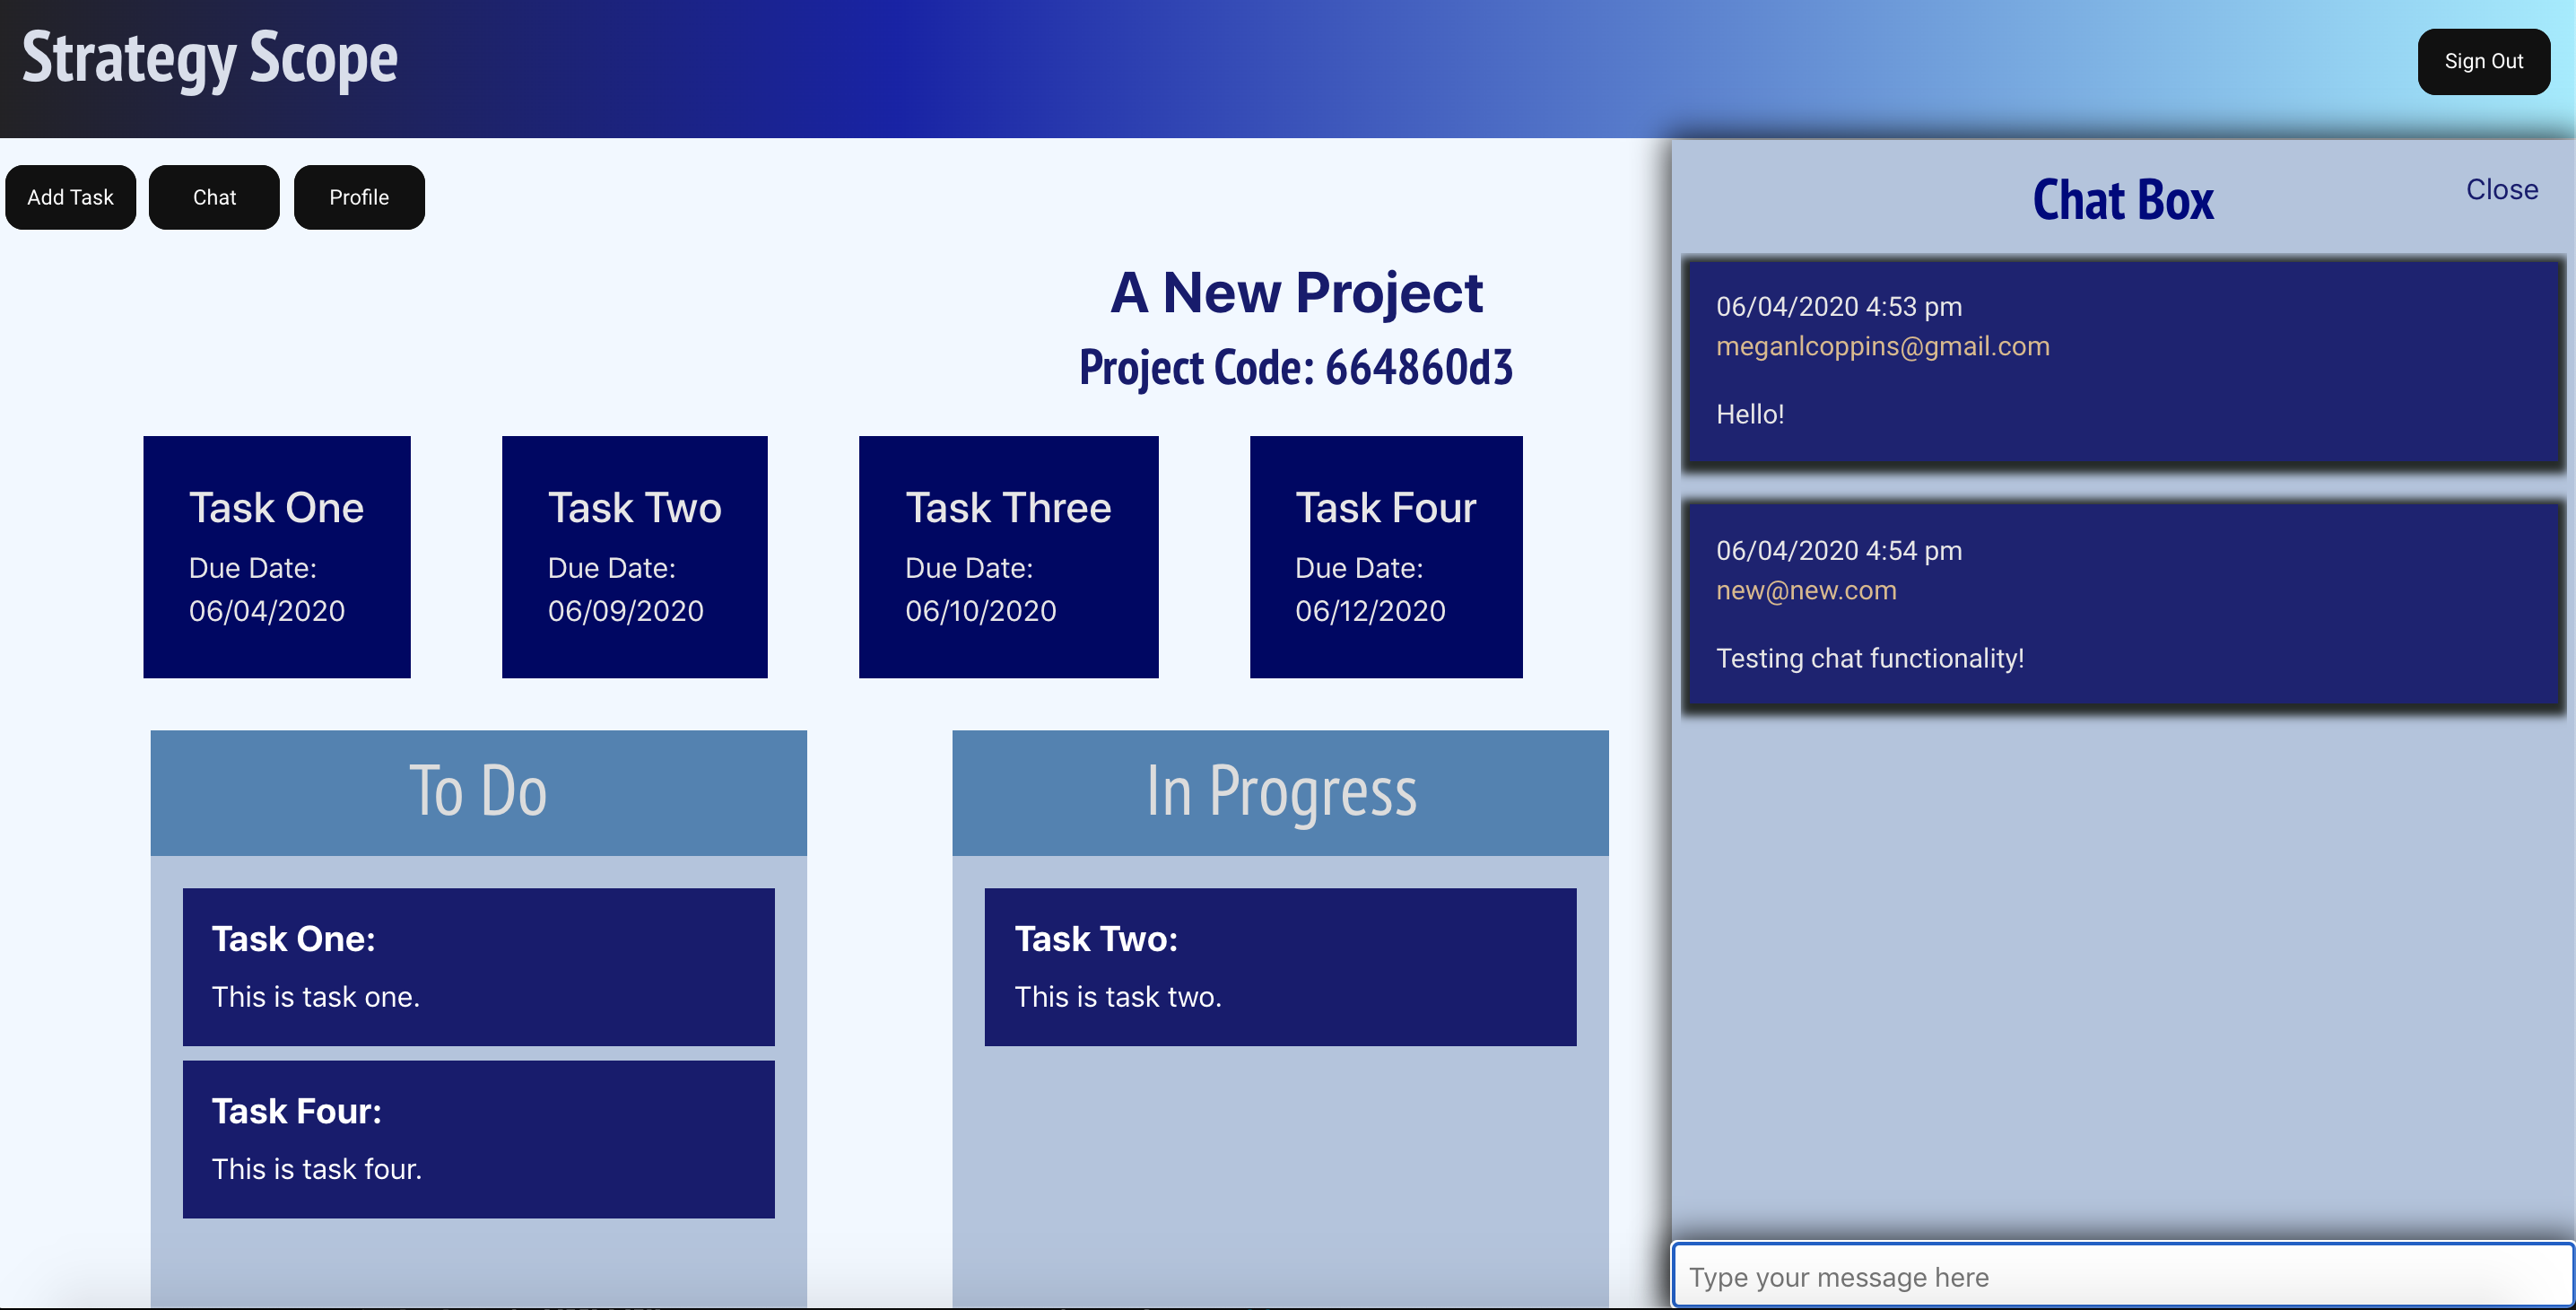 Strategy Scope
Sign Out
Add Task
Chat
Profile
A New Project
Project Code: 664860d3
Task One
Due Date:
06/04/2020
Task Two
Due Date:
06/09/2020
Task Three
Due Date:
06/10/2020
Task Four
Due Date:
06/12/2020
To Do
Task One:
This is task one.
Task Four:
This is task four.
In Progress
Task Two:
This is task two.
Chat Box
Close
06/04/2020 4:53 pm
meganlcoppins@gmail.com
Hello!
06/04/2020 4:54 pm
new@new.com
Testing chat functionality!
Type your message here